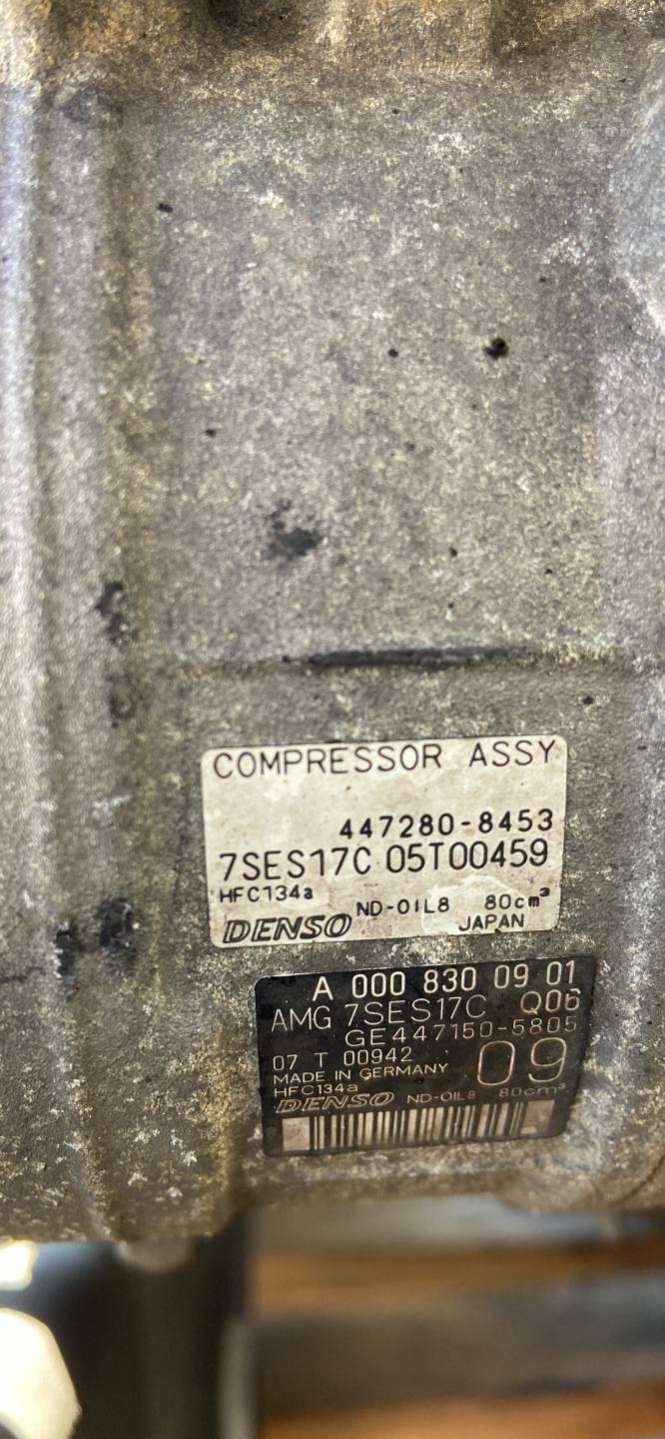 COMPRESSOR ASSY
447280-8453
7SES17C 05T00459
HFC134a ND-OIL8 80cm³
DENSO JAPAN
A 000 830 09 01
AMG 7SES17C Q06
GE447150-5805
07 T 00942 09
MADE IN GERMANY
HFC134a
DENSO ND-OIL8 80cm³